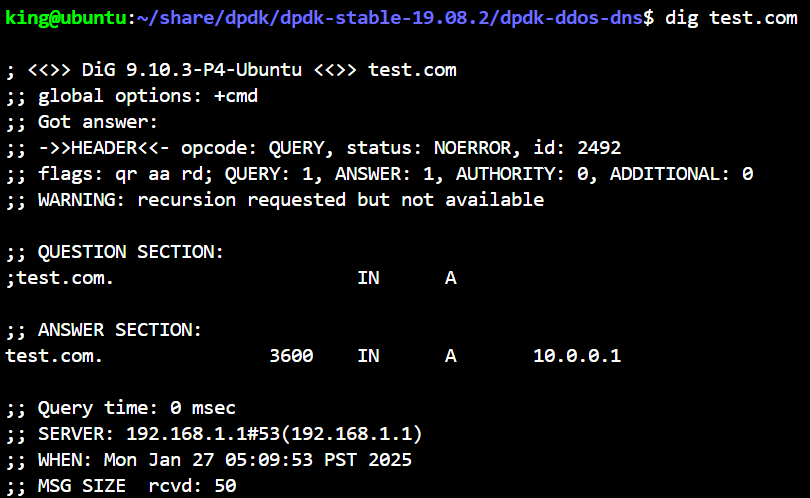 king@ubuntu:~/share/dpdk/dpdk-stable-19.08.2/dpdk-ddos-dns$ dig test.com
; <<>> DiG 9.10.3-P4-Ubuntu <<>> test.com
;; global options: +cmd
;; Got answer:
;; ->>HEADER<<- opcode: QUERY, status: NOERROR, id: 2492
;; flags: qr aa rd; QUERY: 1, ANSWER: 1, AUTHORITY: 0, ADDITIONAL: 0
;; WARNING: recursion requested but not available
;; QUESTION SECTION:
;test.com. IN A
;; ANSWER SECTION:
test.com. 3600 IN A 10.0.0.1
;; Query time: 0 msec
;; SERVER: 192.168.1.1#53(192.168.1.1)
;; WHEN: Mon Jan 27 05:09:53 PST 2025
;; MSG SIZE rcvd: 50